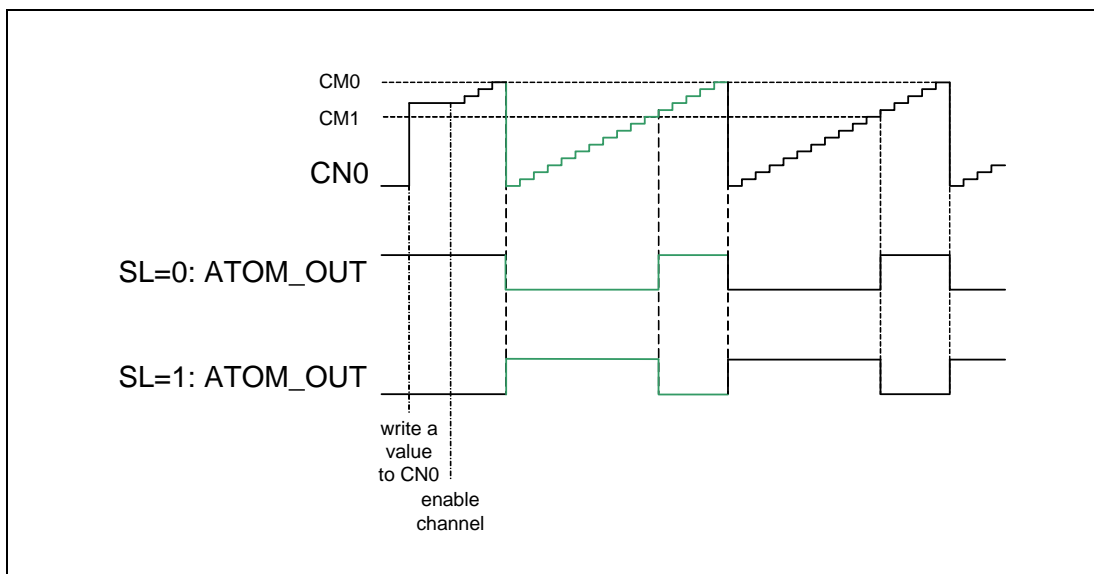 CM0
CM1
CN0
SL=0: ATOM_OUT
SL=1: ATOM_OUT
write a
value
to CN0
enable
channel